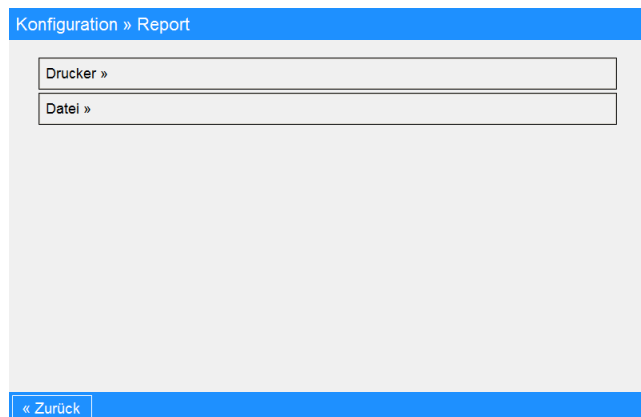 Konfiguration » Report
Drucker »
Datei »
« Zurück